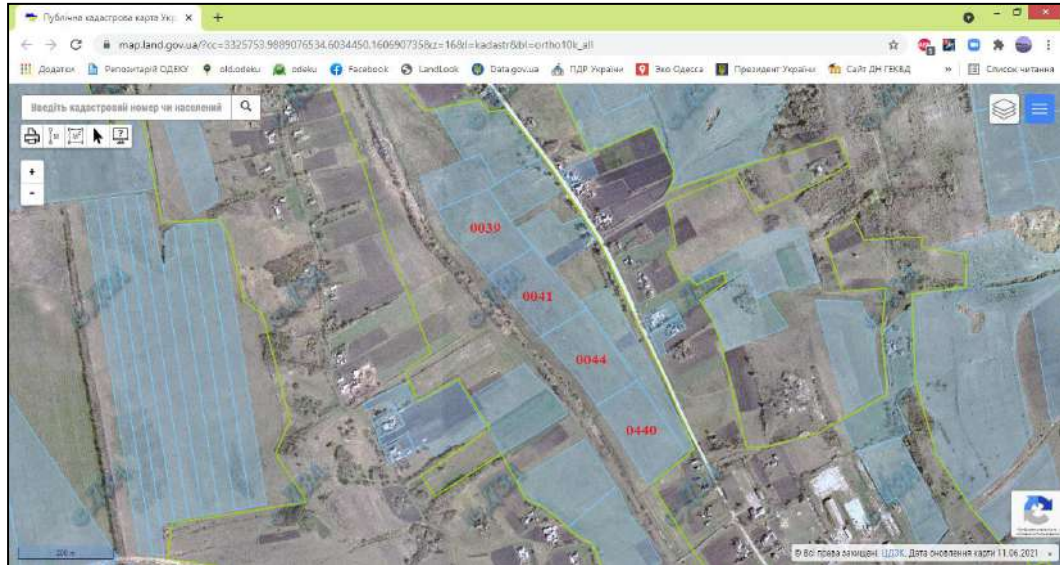 Публічна кадастрова карта Укр
map.land.gov.ua/?cc=3325753.9889076534,6034450.160690735&z=16&l=kadastr&bl=ortho10k_all
Додатки Репозитарій ОДЕКУ old.odeku odeku Facebook LandLook Data.gov.ua ПДР України Эко Одесса Президент України Сайт ДН ГЕКБД » Список читання
Введіть кадастровий номер чи населений
+
-
0039
0041
0044
0440
200 m
© Всі права захищені. ЦДЗК, Дата оновлення карти 11.06.2021